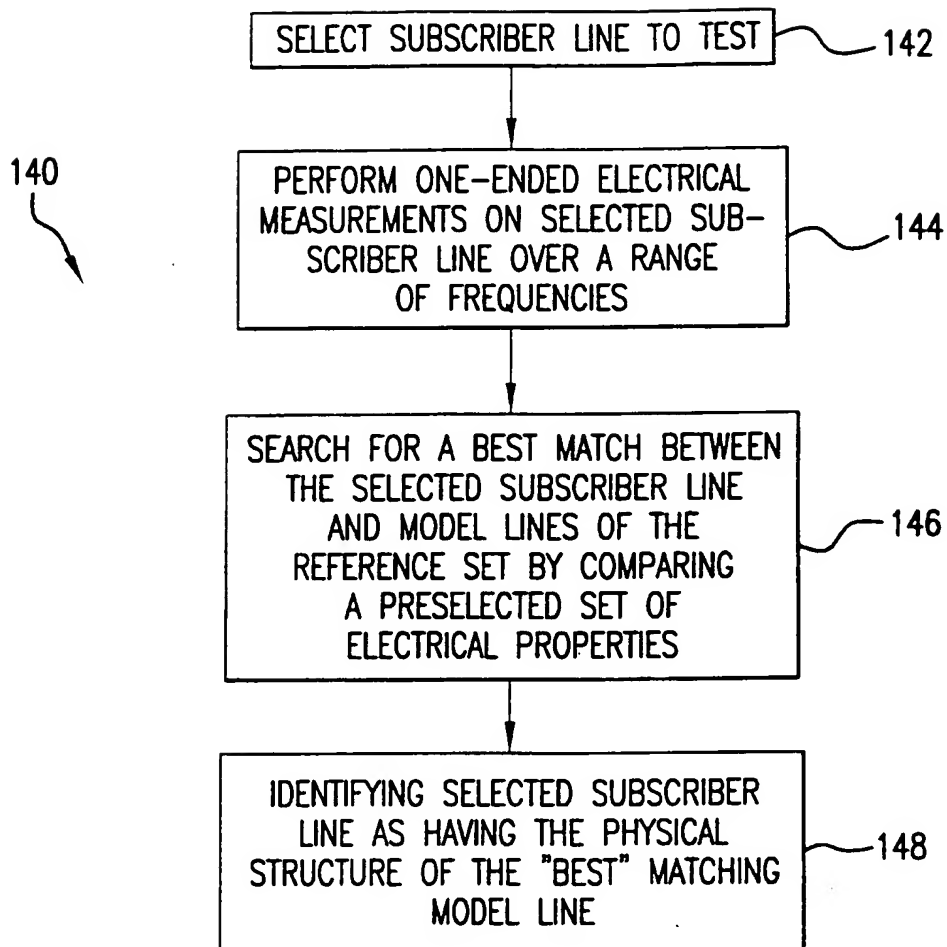 SELECT SUBSCRIBER LINE TO TEST
142
140
PERFORM ONE-ENDED ELECTRICAL
MEASUREMENTS ON SELECTED SUB-
SCRIBER LINE OVER A RANGE
OF FREQUENCIES
144
SEARCH FOR A BEST MATCH BETWEEN
THE SELECTED SUBSCRIBER LINE
AND MODEL LINES OF THE
REFERENCE SET BY COMPARING
A PRESELECTED SET OF
ELECTRICAL PROPERTIES
146
IDENTIFYING SELECTED SUBSCRIBER
LINE AS HAVING THE PHYSICAL
STRUCTURE OF THE "BEST" MATCHING
MODEL LINE
148